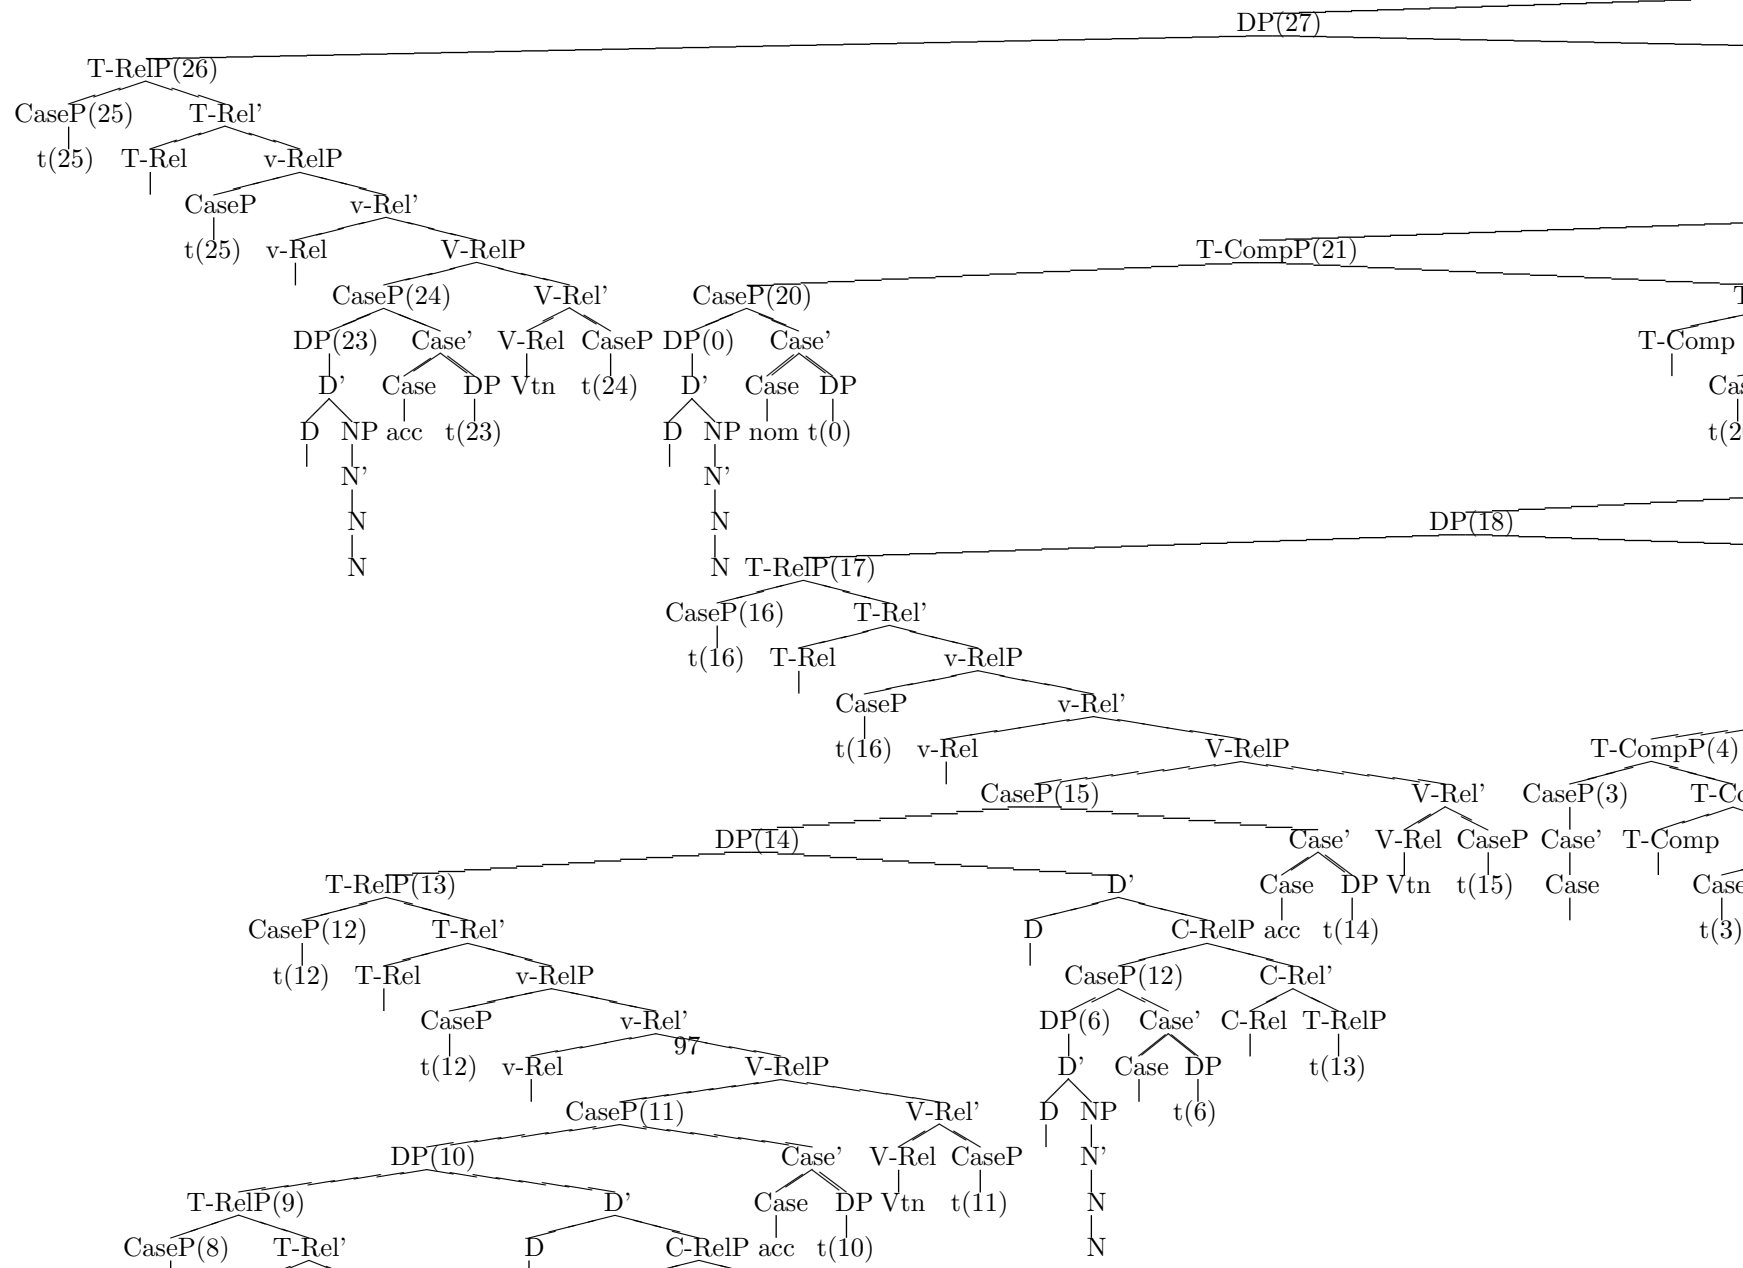 DP(27)
T-RelP(26)
CaseP(25) T-Rel'
t(25) T-Rel v-RelP
CaseP v-Rel'
t(25) v-Rel V-RelP T-CompP(21)
CaseP(24) V-Rel' CaseP(20) T
DP(23) Case' V-Rel CaseP DP(0) Case' T-Comp
D' Case DP Vtn t(24) D' Case DP Cas
D NP acc t(23) D NP nom t(0) t(2
N' N'
N N DP(18)
N N T-RelP(17)
CaseP(16) T-Rel'
t(16) T-Rel v-RelP
CaseP v-Rel'
t(16) v-Rel V-RelP T-CompP(4)
CaseP(15) V-Rel' CaseP(3) T-Co
DP(14) Case' V-Rel CaseP Case' T-Comp
T-RelP(13) D' Case DP Vtn t(15) Case Case
CaseP(12) T-Rel' D C-RelP acc t(14) t(3)
t(12) T-Rel v-RelP CaseP(12) C-Rel'
CaseP v-Rel' DP(6) Case' C-Rel T-RelP
97
t(12) v-Rel V-RelP D' Case DP t(13)
CaseP(11) V-Rel' D NP t(6)
DP(10) Case' V-Rel CaseP N'
T-RelP(9) D' Case DP Vtn t(11) N
CaseP(8) T-Rel' D C-RelP acc t(10) N